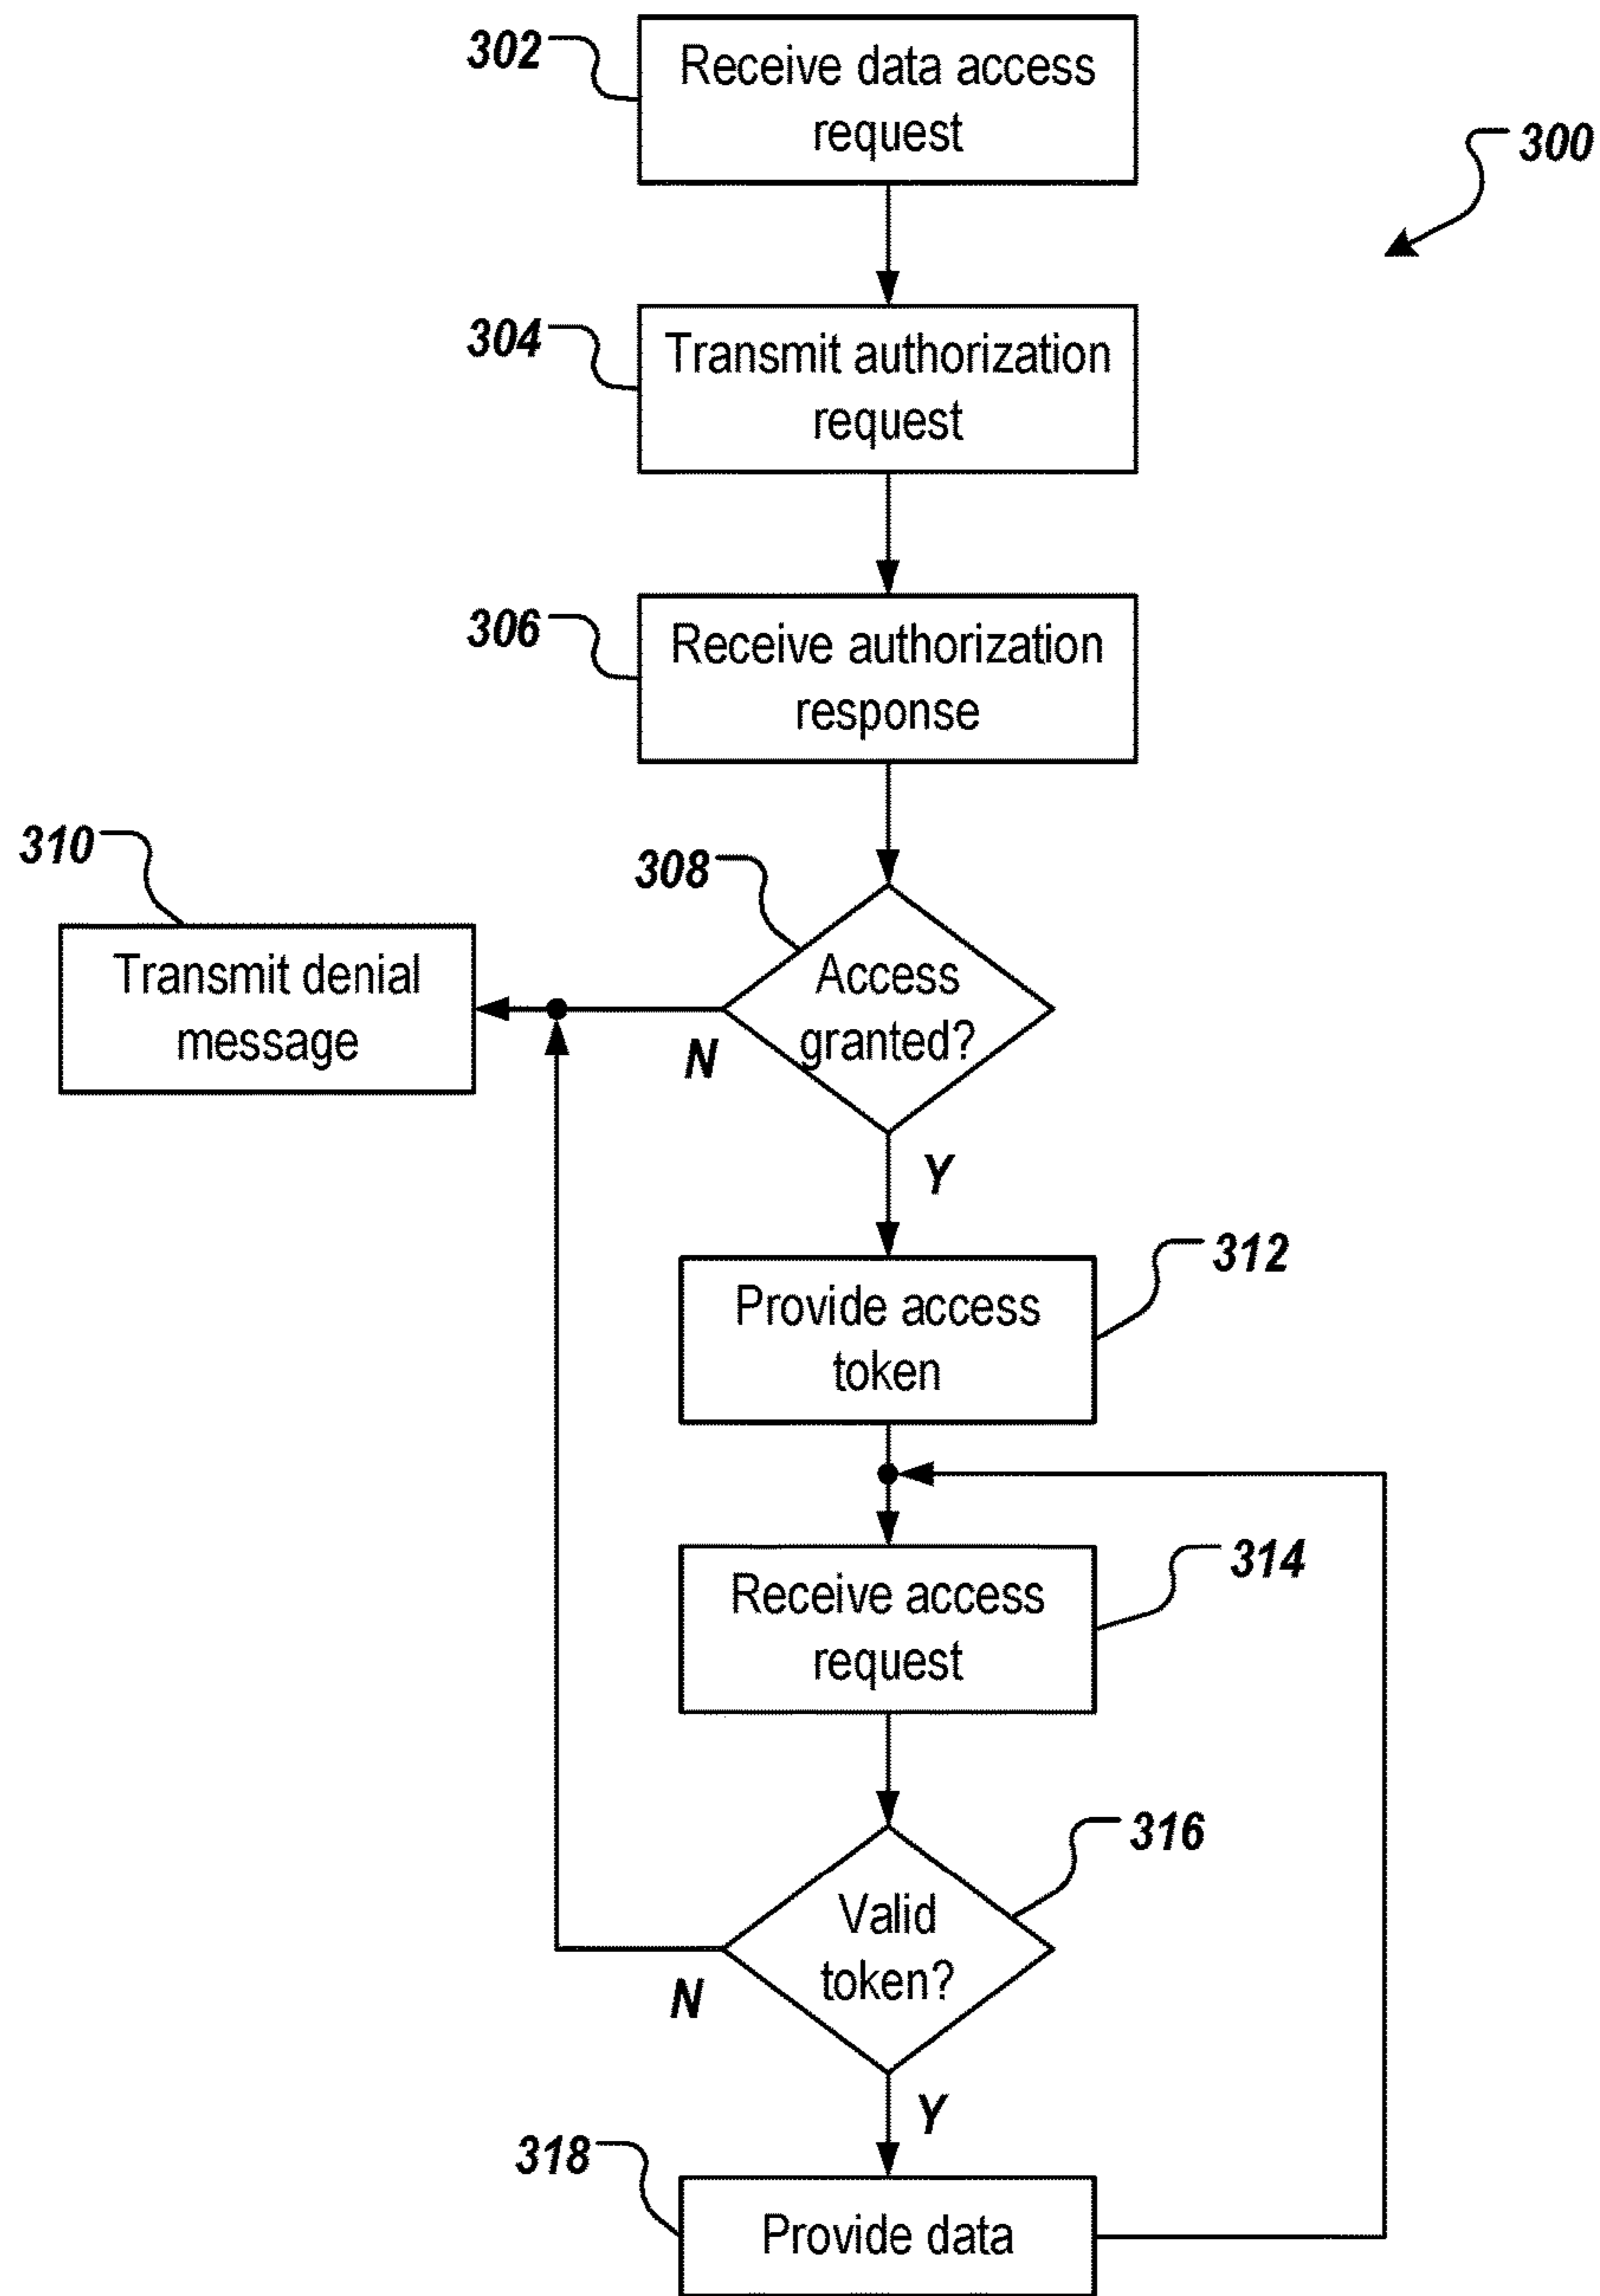 302
Receive data access
request
300
304
Transmit authorization
request
306
Receive authorization
response
310
Transmit denial
message
308
Access
granted?
N
Y
312
Provide access
token
314
Receive access
request
316
Valid
token?
N
Y
318
Provide data